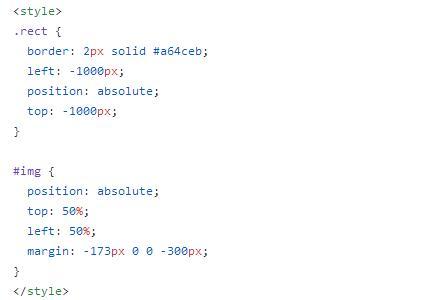 <style>
.rect {
  border: 2px solid #a64ceb;
  left: -1000px;
  position: absolute;
  top: -1000px;
}

#img {
  position: absolute;
  top: 50%;
  left: 50%;
  margin: -173px 0 0 -300px;
}
</style>